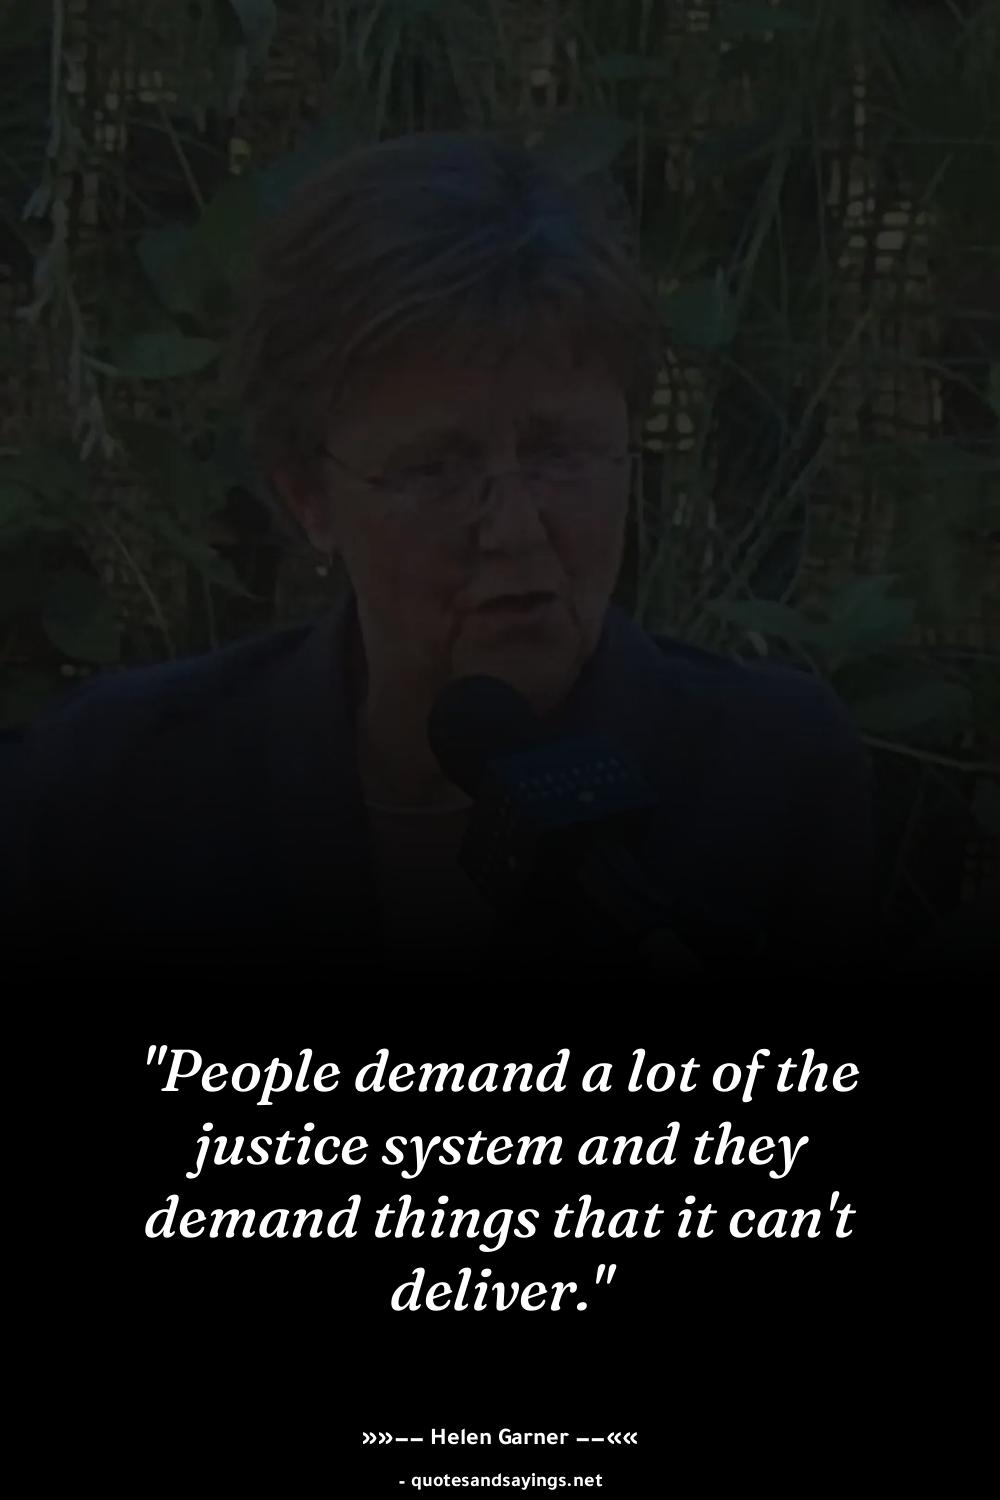 "People demand a lot of the
justice system and they
demand things that it can't
deliver."
»»−− Helen Garner −−««
- quotesandsayings.net